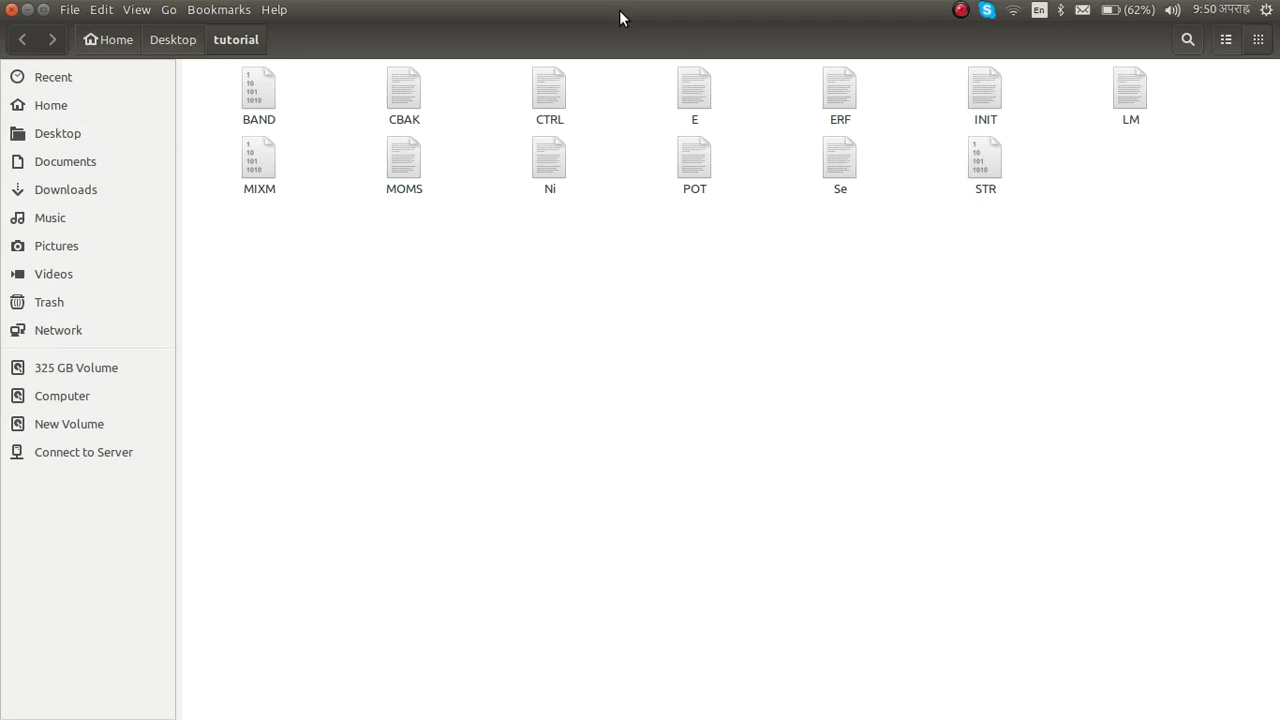 File Edit View Go Bookmarks Help
En (62%) 9:50 अपराह्न
Home Desktop tutorial
Recent
Home
Desktop
Documents
Downloads
Music
Pictures
Videos
Trash
Network
325 GB Volume
Computer
New Volume
Connect to Server
BAND CBAK CTRL E ERF INIT LM
MIXM MOMS Ni POT Se STR